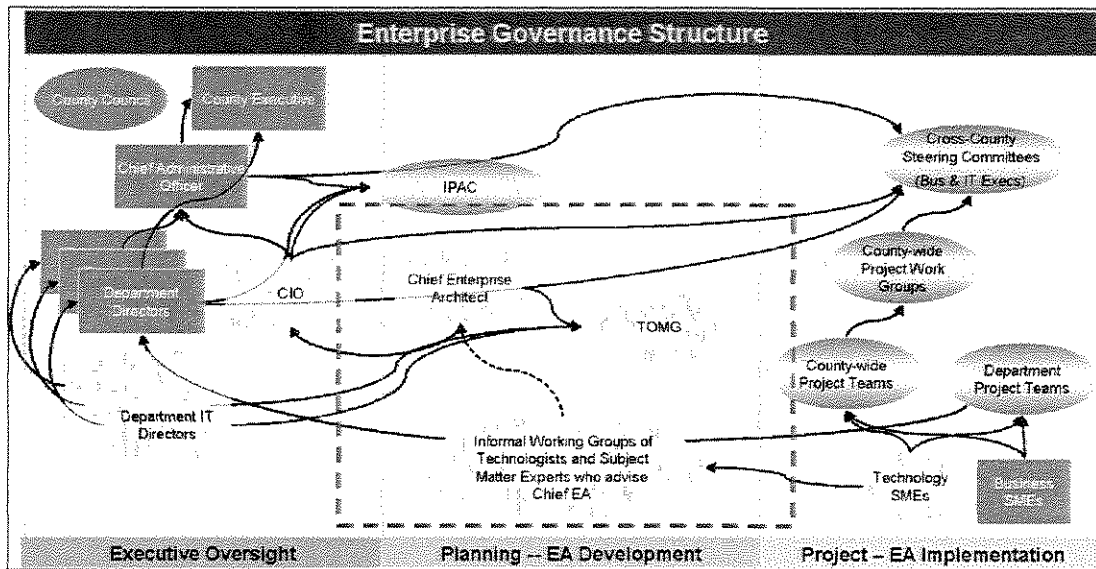 Enterprise Governance Structure
County Council
County Executive
Chief Administrative
Officer
IPAC
Cross-County
Steering Committees
(Bus & IT Execs)
County-wide
Project Work
Groups
Department
Directors
CIO
Chief Enterprise
Architect
TOMG
County-wide
Project Teams
Department
Project Teams
Department IT
Directors
Informal Working Groups of
Technologists and Subject
Matter Experts who advise
Chief EA
Technology
SMEs
Business
SMEs
Executive Oversight
Planning -- EA Development
Project – EA Implementation